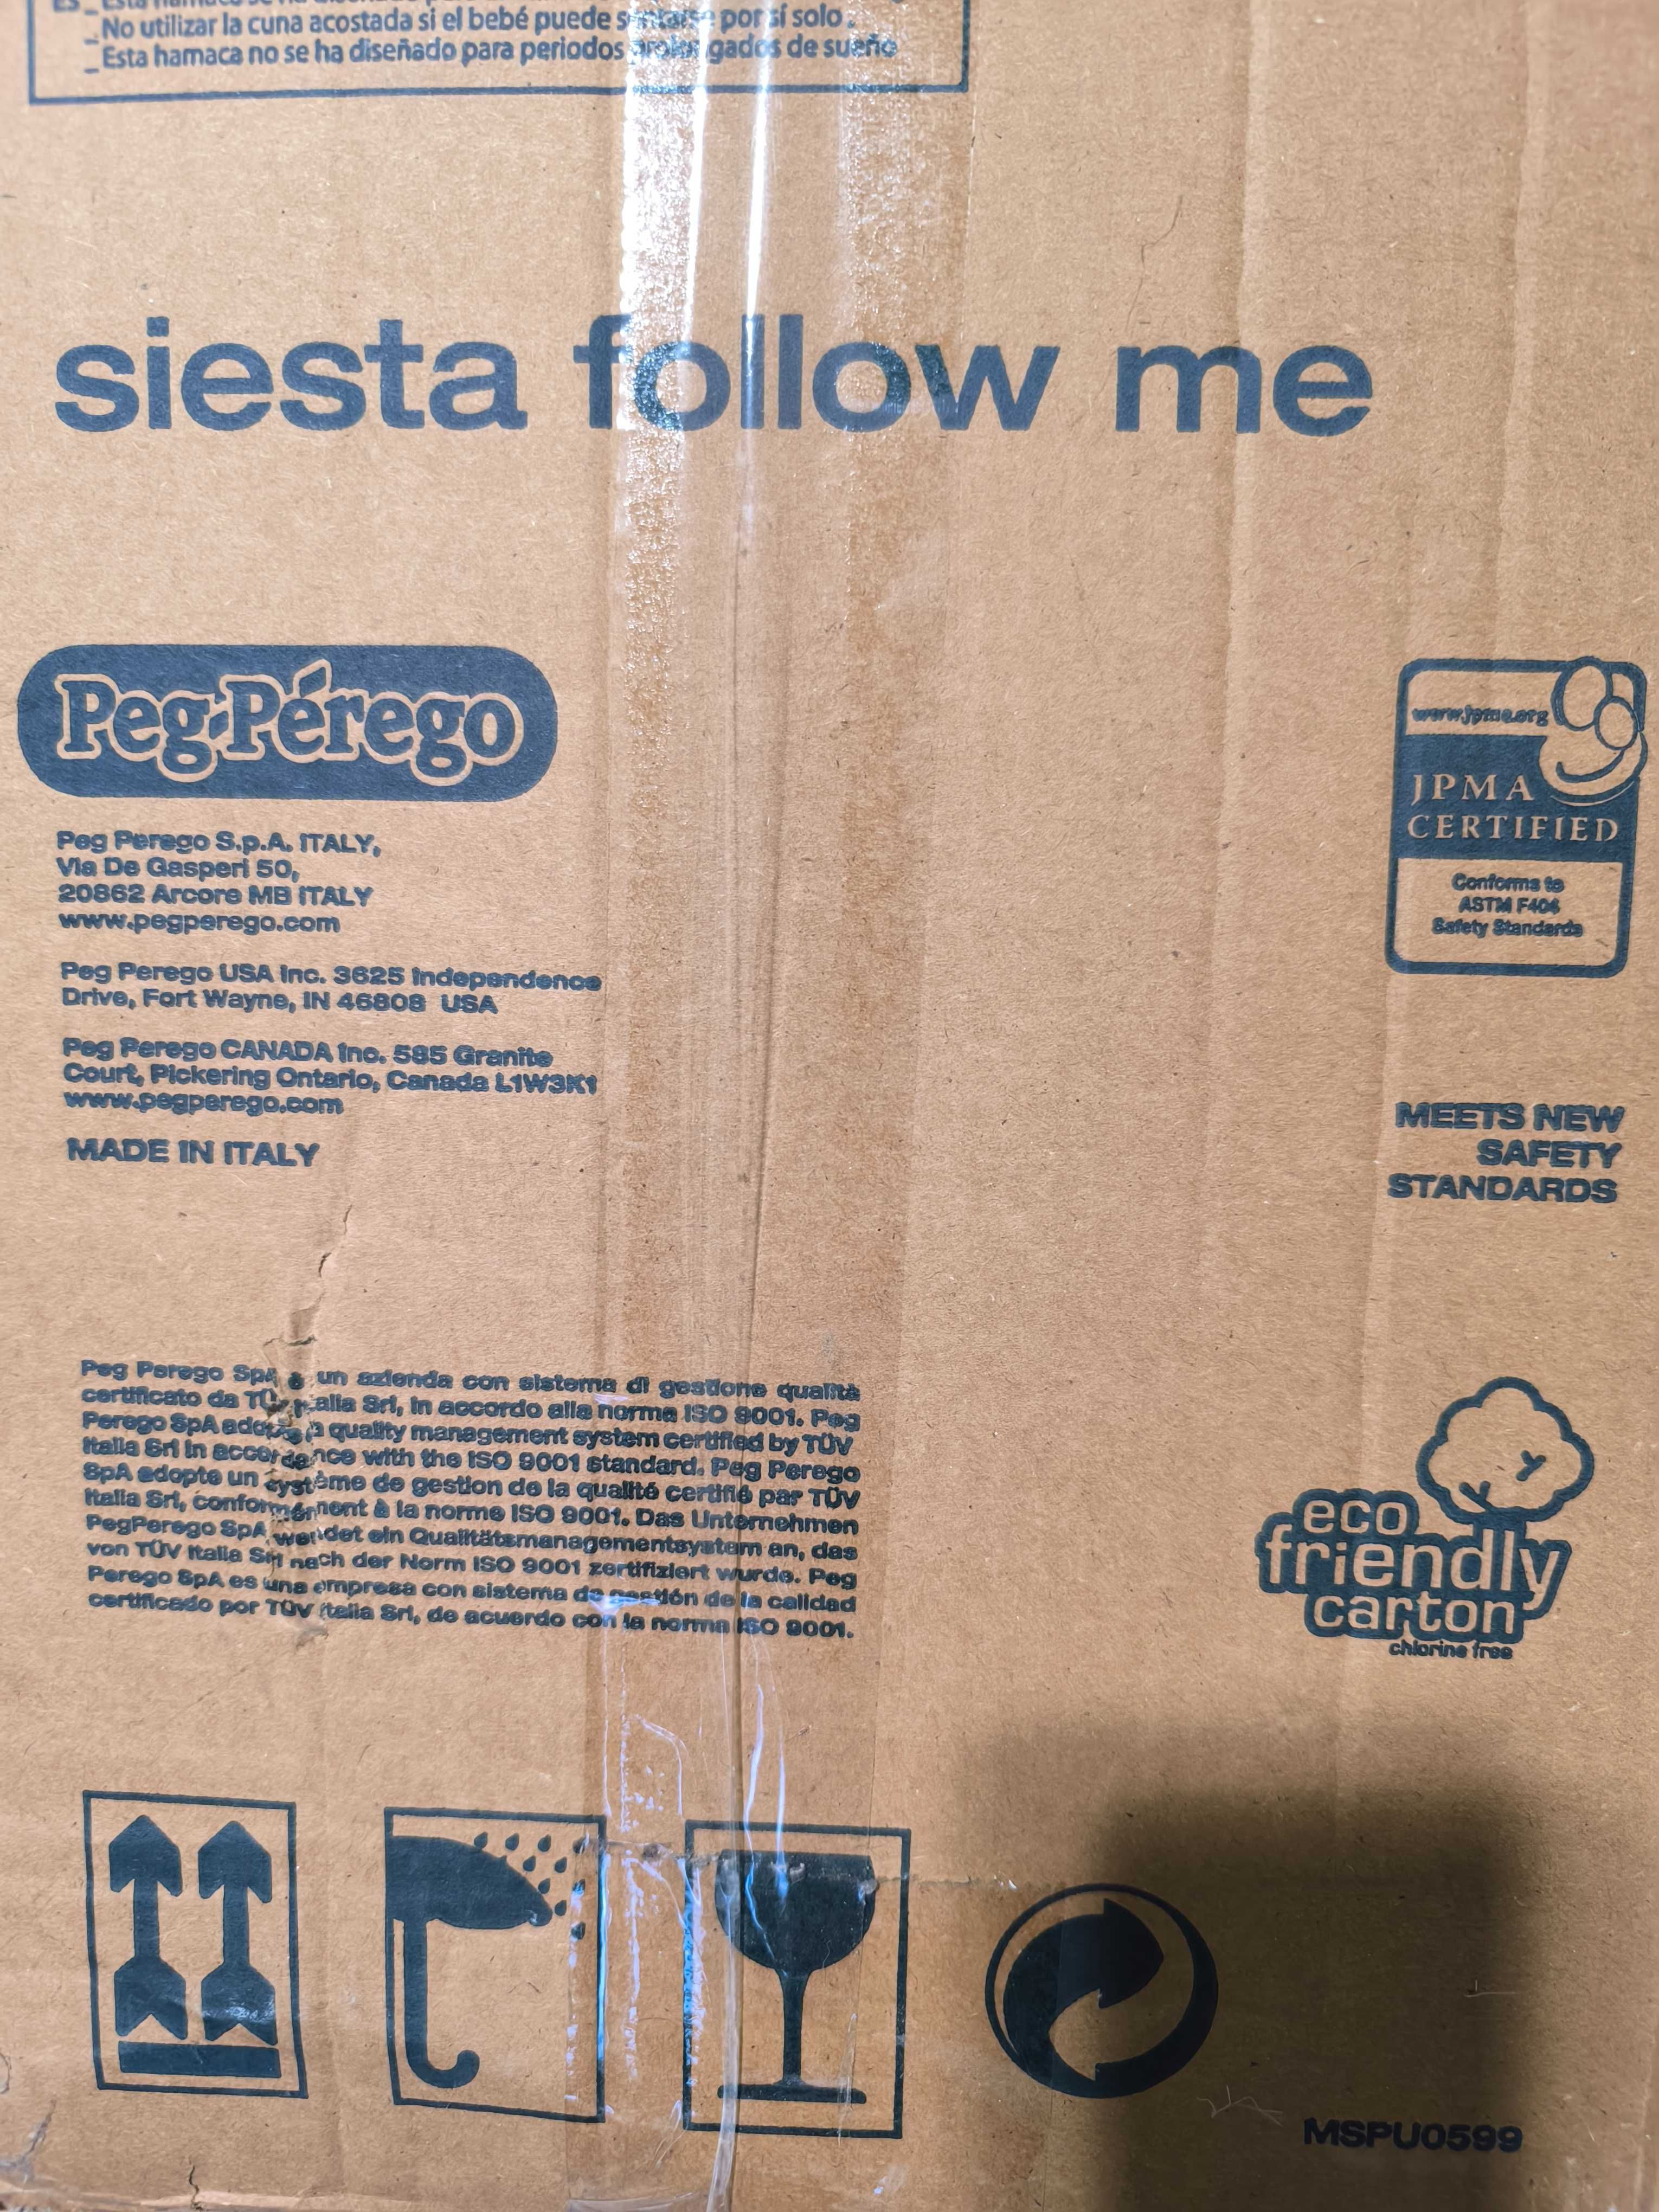 _ No utilizar la cuna acostada si el bebé puede sentarse por sí solo .
_ Esta hamaca no se ha diseñado para periodos prolongados de sueño
siesta follow me
Peg-Pérego
Peg Perego S.p.A. ITALY,
Via De Gasperi 50,
20862 Arcore MB ITALY
www.pegperego.com
Peg Perego USA Inc. 3625 Independence
Drive, Fort Wayne, IN 46808 USA
Peg Perego CANADA Inc. 585 Granite
Court, Pickering Ontario, Canada L1W3K1
www.pegperego.com
MADE IN ITALY
www.jpma.org
JPMA
CERTIFIED
Conforms to
ASTM F404
Safety Standards
MEETS NEW
SAFETY
STANDARDS
Peg Perego SpA è un azienda con sistema di gestione qualità
certificato da TÜV Italia Srl, in accordo alla norma ISO 9001. Peg
Perego SpA adopts a quality management system certified by TÜV
Italia Srl in accordance with the ISO 9001 standard. Peg Perego
SpA adopte un système de gestion de la qualité certifié par TÜV
Italia Srl, conformément à la norme ISO 9001. Das Unternehmen
PegPerego SpA wendet ein Qualitätsmanagementsystem an, das
von TÜV Italia Srl nach der Norm ISO 9001 zertifiziert wurde. Peg
Perego SpA es una empresa con sistema de gestión de la calidad
certificado por TÜV Italia Srl, de acuerdo con la norma ISO 9001.
eco
friendly
carton
chlorine free
MSPU0599